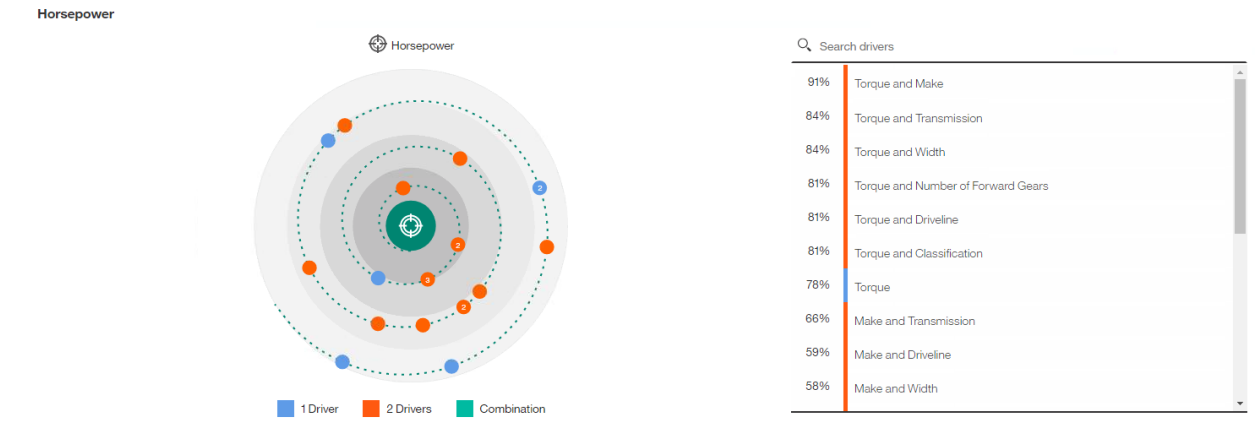 Horsepower
Horsepower
2
2
3
2
1 Driver
2 Drivers
Combination
Search drivers
91% Torque and Make
84% Torque and Transmission
84% Torque and Width
81% Torque and Number of Forward Gears
81% Torque and Driveline
81% Torque and Classification
78% Torque
66% Make and Transmission
59% Make and Driveline
58% Make and Width